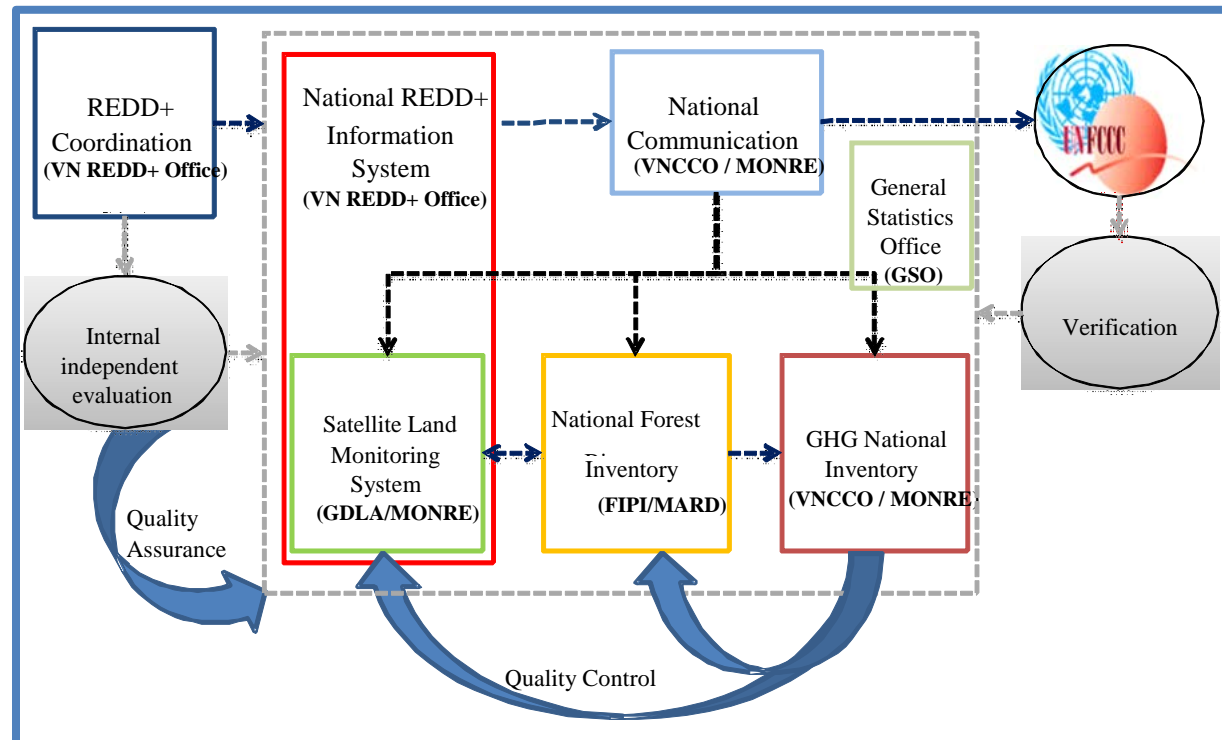 REDD+
Coordination
(VN REDD+ Office)
National REDD+
Information
System
(VN REDD+ Office)
National
Communication
(VNCCO / MONRE)
UNFCCC
General
Statistics
Office
(GSO)
Internal
independent
evaluation
Verification
Satellite Land
Monitoring
System
(GDLA/MONRE)
National Forest
Inventory
(FIPI/MARD)
GHG National
Inventory
(VNCCO / MONRE)
Quality
Assurance
Quality Control